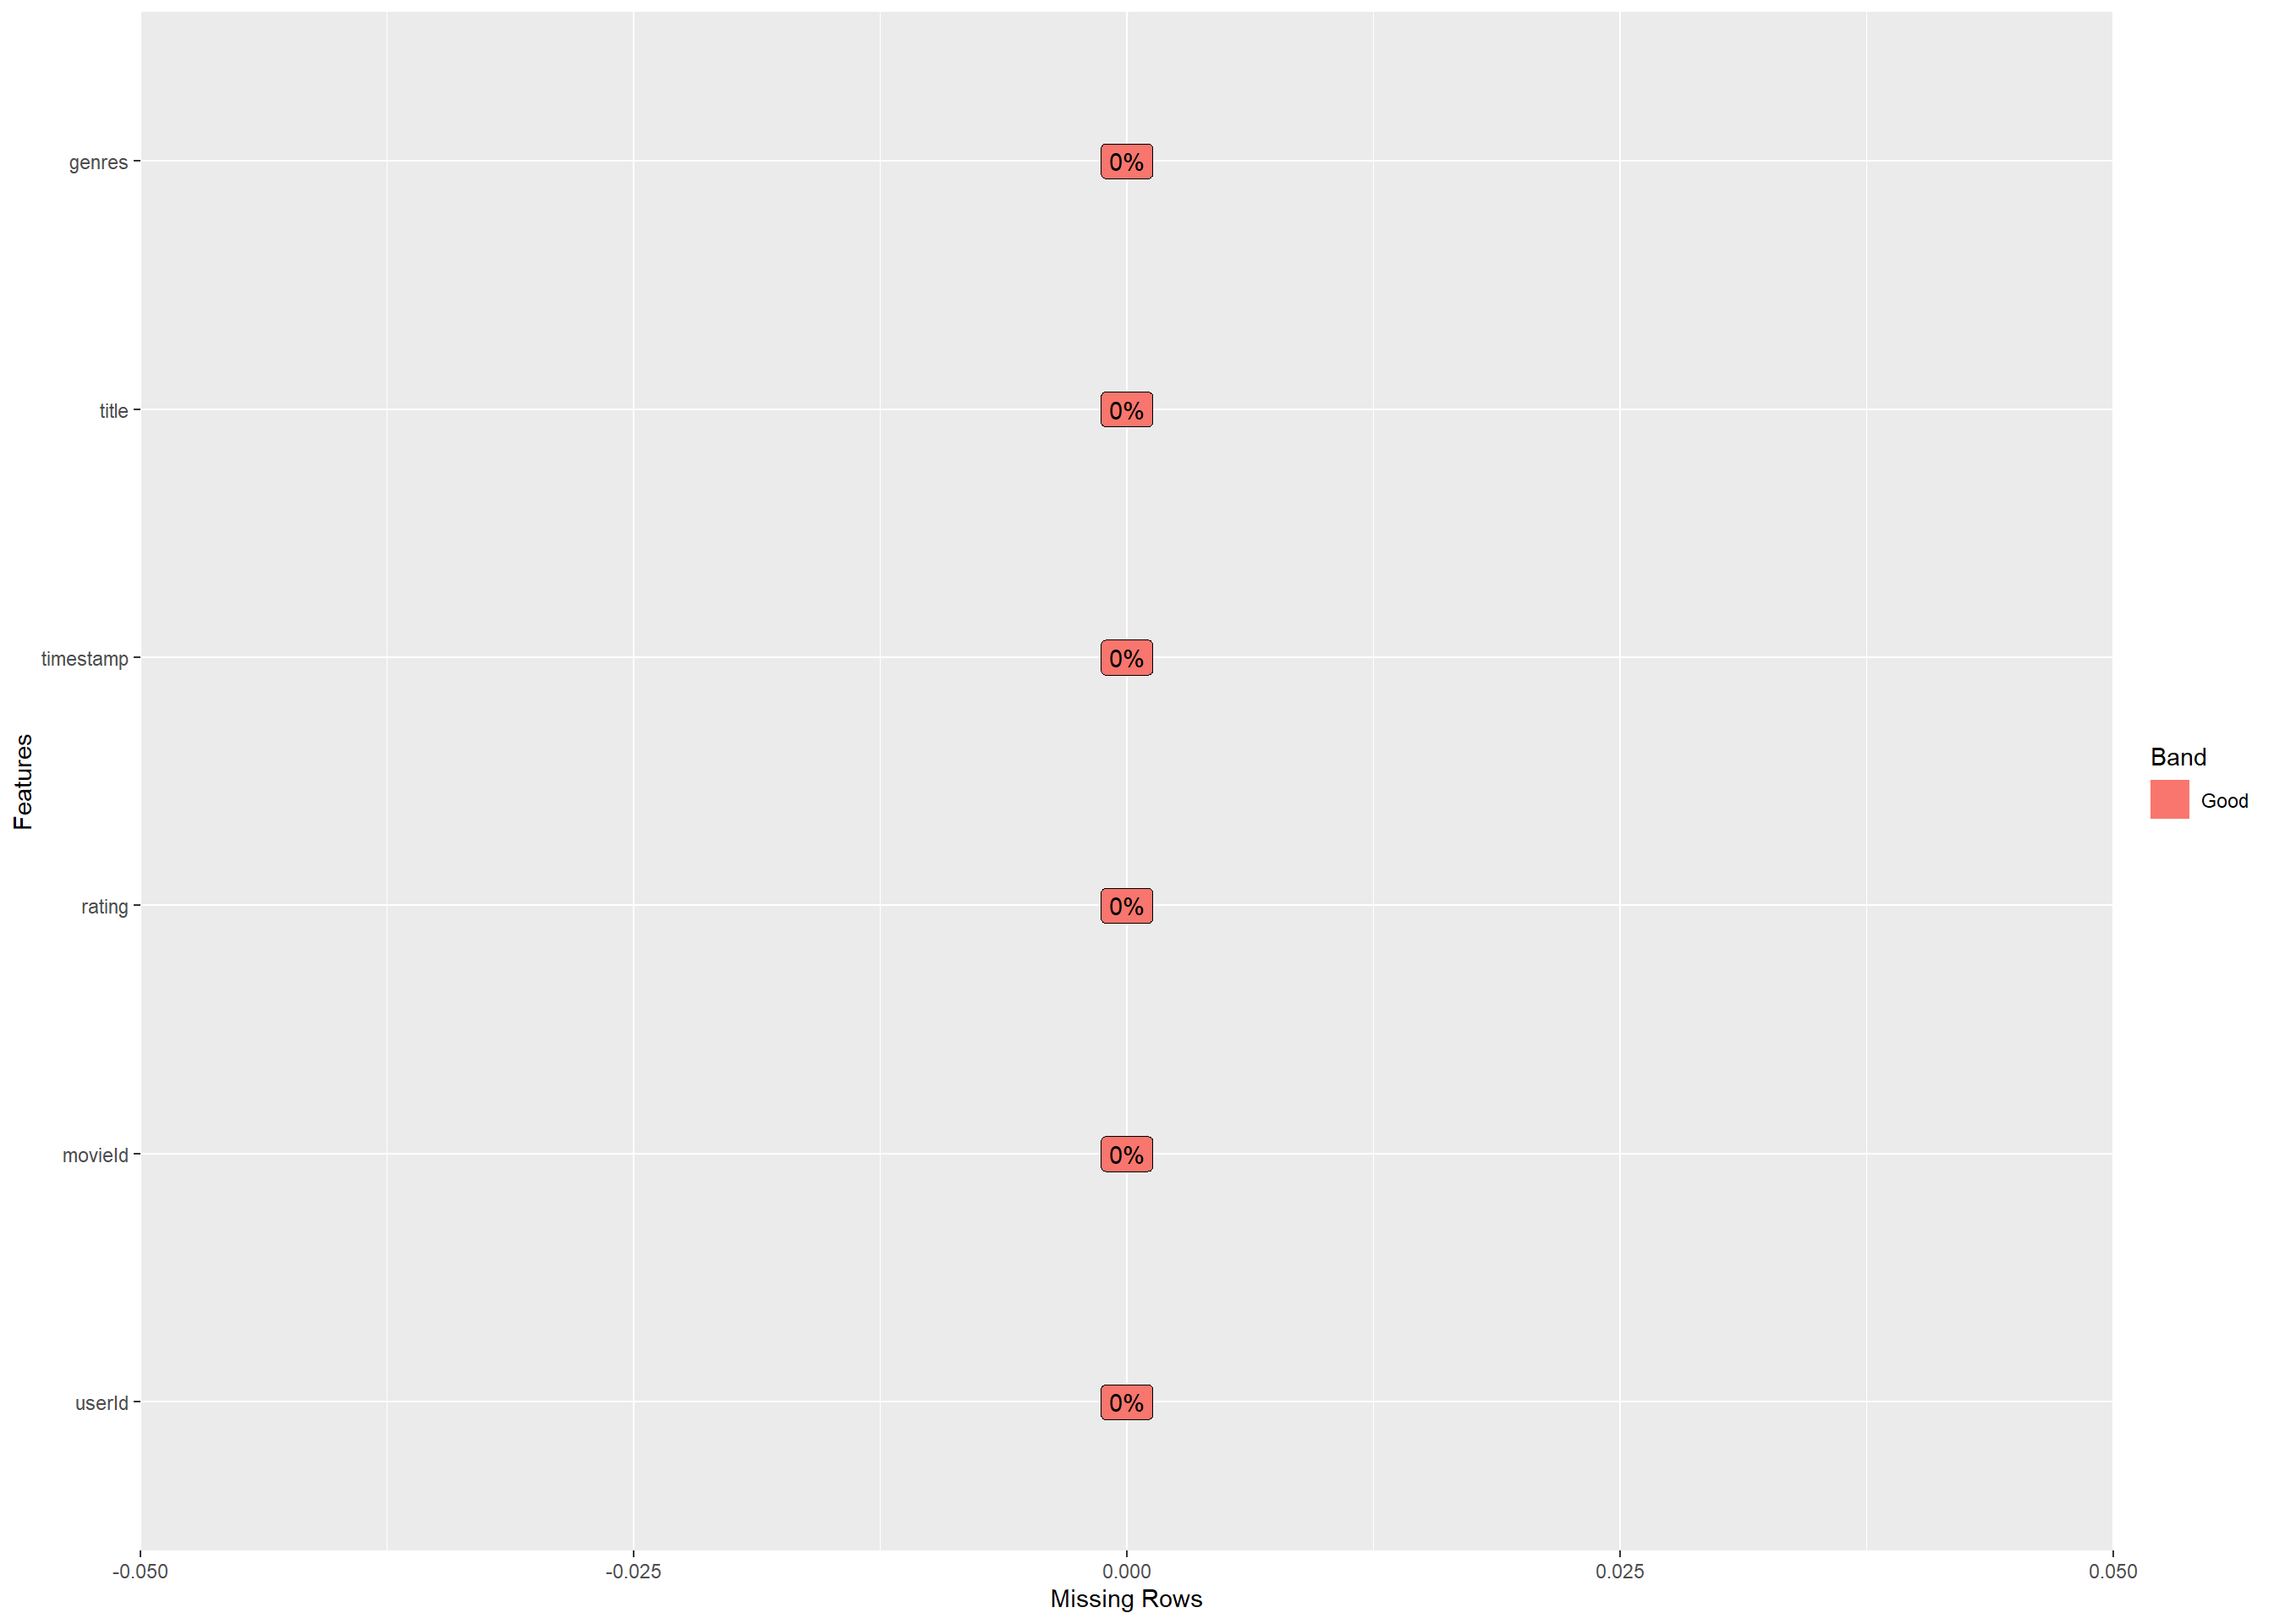 genres
0%
title
0%
timestamp
0%
Features
Band
Good
rating
0%
movieId
0%
userId
0%
-0.050
-0.025
0.000
0.025
0.050
Missing Rows